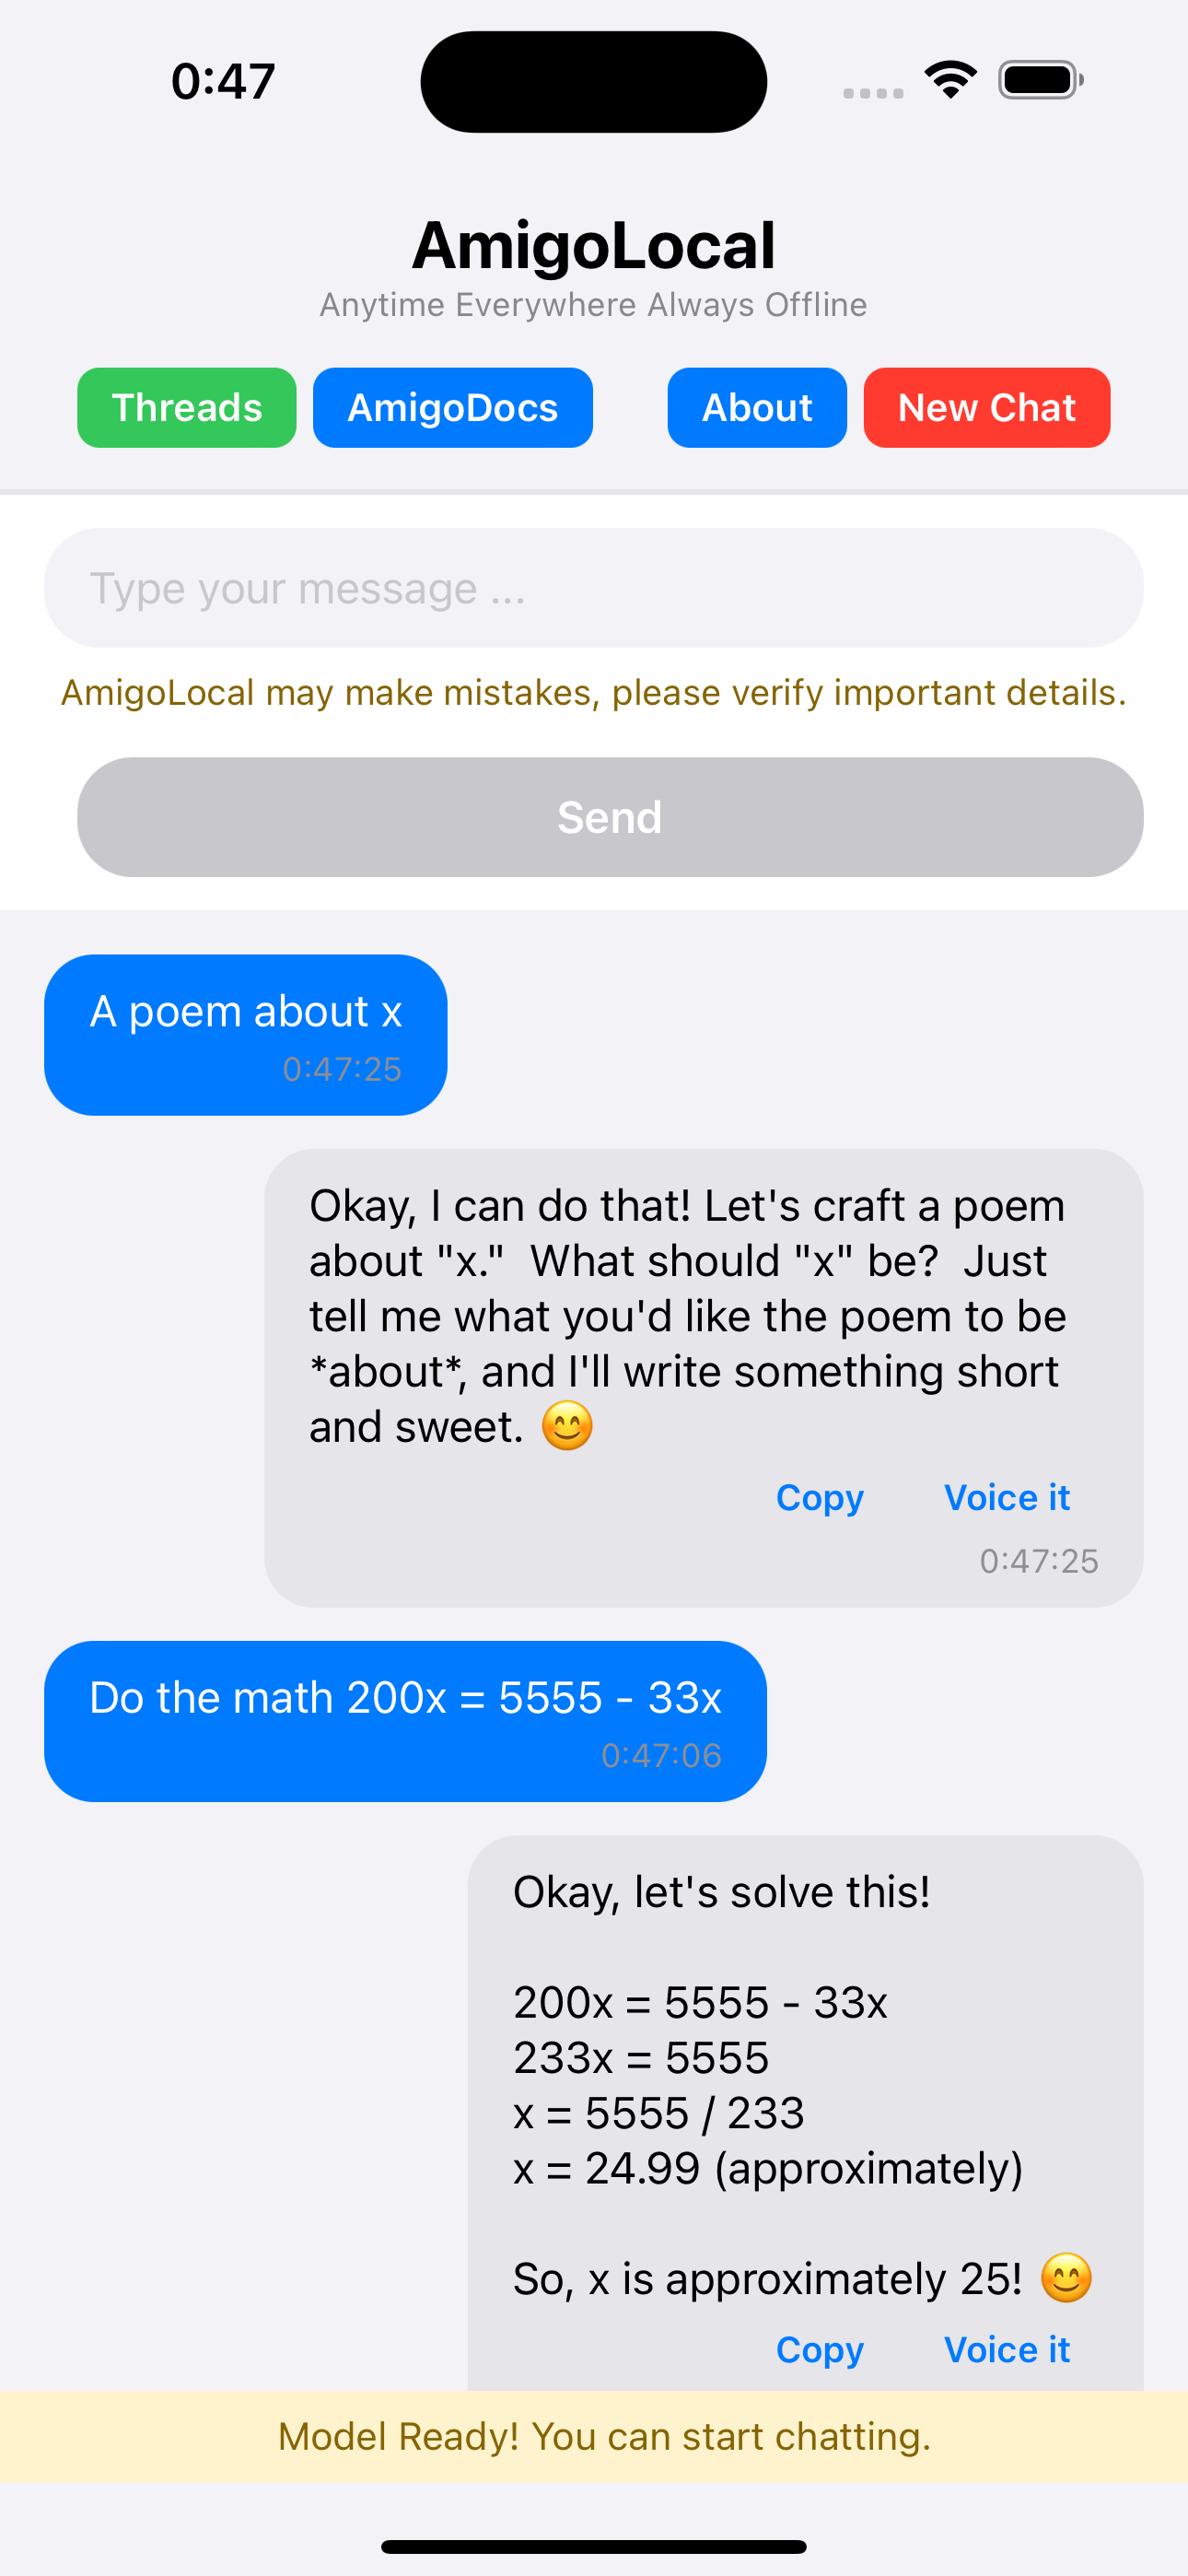 0:47
AmigoLocal
Anytime Everywhere Always Offline
Threads AmigoDocs About New Chat
Type your message ...
AmigoLocal may make mistakes, please verify important details.
Send
A poem about x
0:47:25
Okay, I can do that! Let's craft a poem
about "x."  What should "x" be?  Just
tell me what you'd like the poem to be
*about*, and I'll write something short
and sweet. 😊
Copy Voice it
0:47:25
Do the math 200x = 5555 - 33x
0:47:06
Okay, let's solve this!
200x = 5555 - 33x
233x = 5555
x = 5555 / 233
x = 24.99 (approximately)
So, x is approximately 25! 😊
Copy Voice it
Model Ready! You can start chatting.